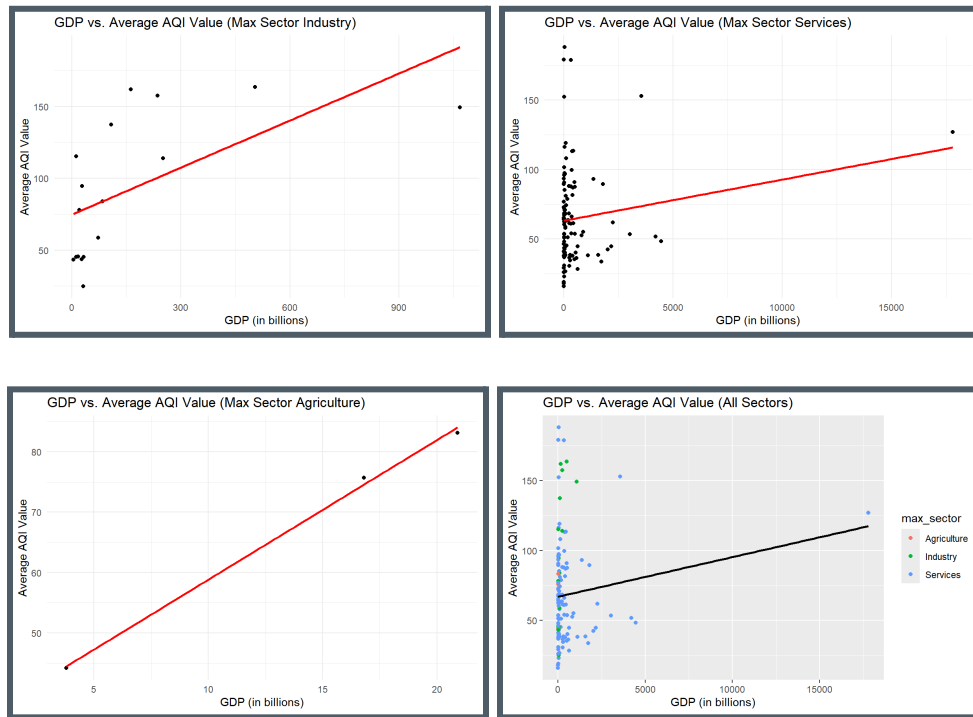 GDP vs. Average AQI Value (Max Sector Industry)
Average AQI Value
150
100
50
0
300
600
900
GDP (in billions)
GDP vs. Average AQI Value (Max Sector Services)
Average AQI Value
150
100
50
0
5000
10000
15000
GDP (in billions)
GDP vs. Average AQI Value (Max Sector Agriculture)
Average AQI Value
80
70
60
50
5
10
15
20
GDP (in billions)
GDP vs. Average AQI Value (All Sectors)
Average AQI Value
150
100
50
0
5000
10000
15000
GDP (in billions)
max_sector
Agriculture
Industry
Services